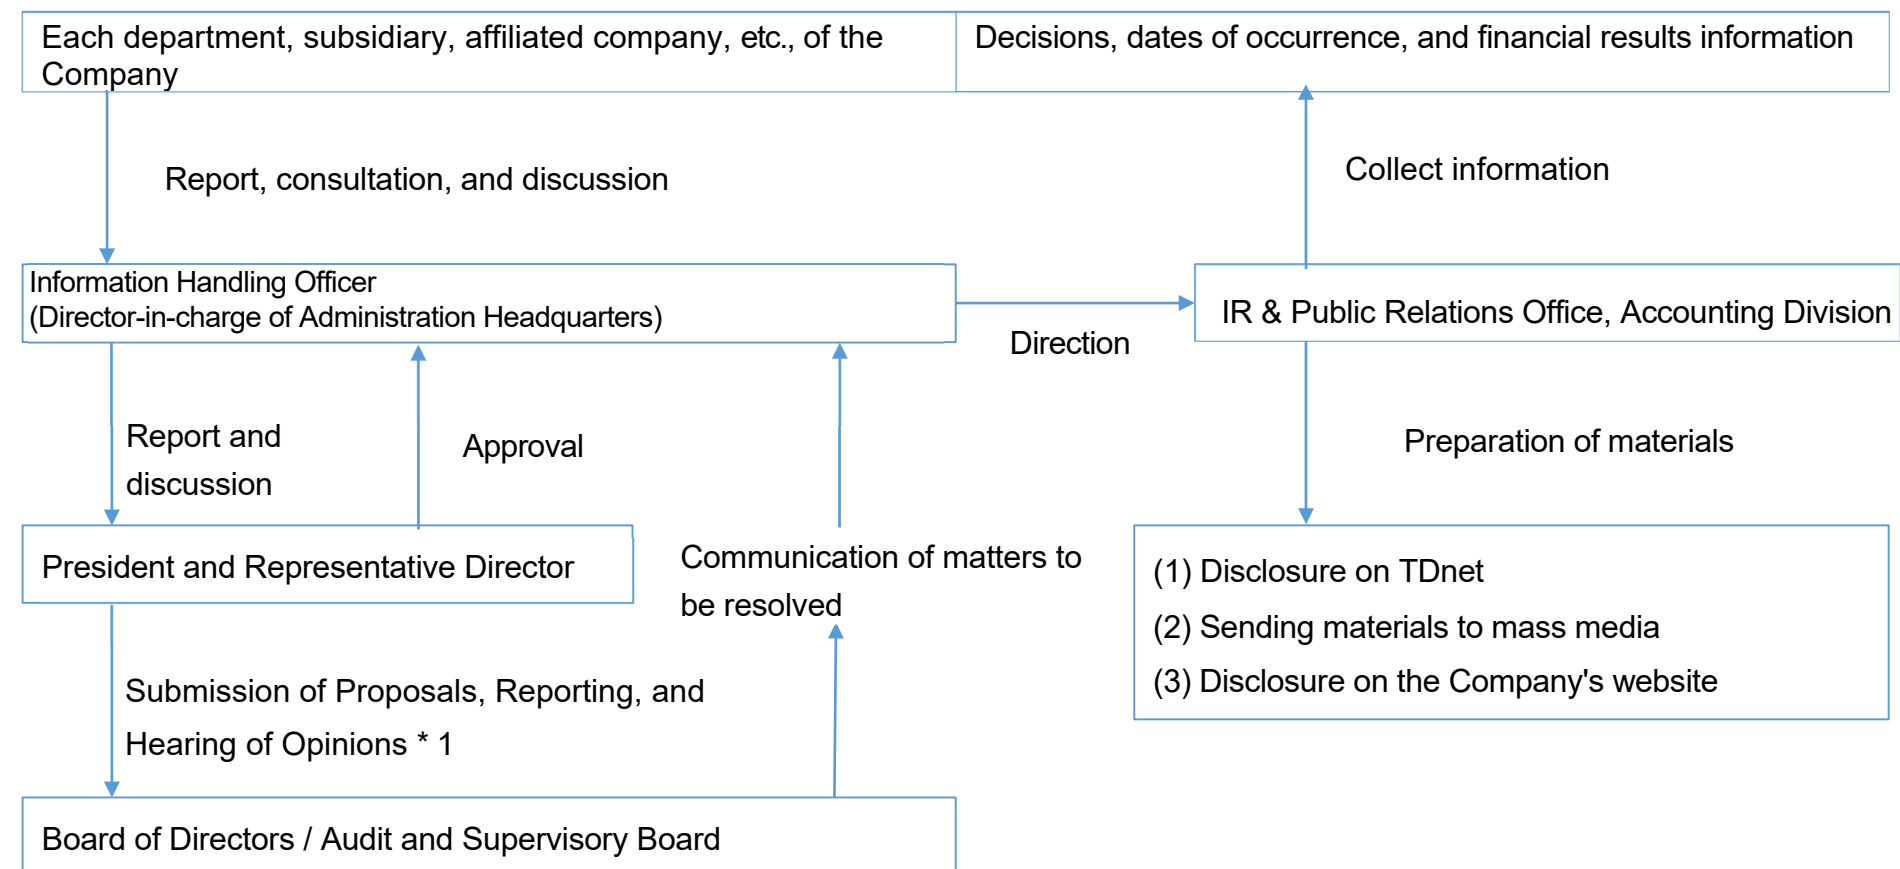 Each department, subsidiary, affiliated company, etc., of the
Company
Decisions, dates of occurrence, and financial results information
Report, consultation, and discussion
Collect information
Information Handling Officer
(Director-in-charge of Administration Headquarters)
Direction
IR & Public Relations Office, Accounting Division
Report and
discussion
Approval
Preparation of materials
President and Representative Director
Communication of matters to
be resolved
(1) Disclosure on TDnet
(2) Sending materials to mass media
(3) Disclosure on the Company's website
Submission of Proposals, Reporting, and
Hearing of Opinions * 1
Board of Directors / Audit and Supervisory Board